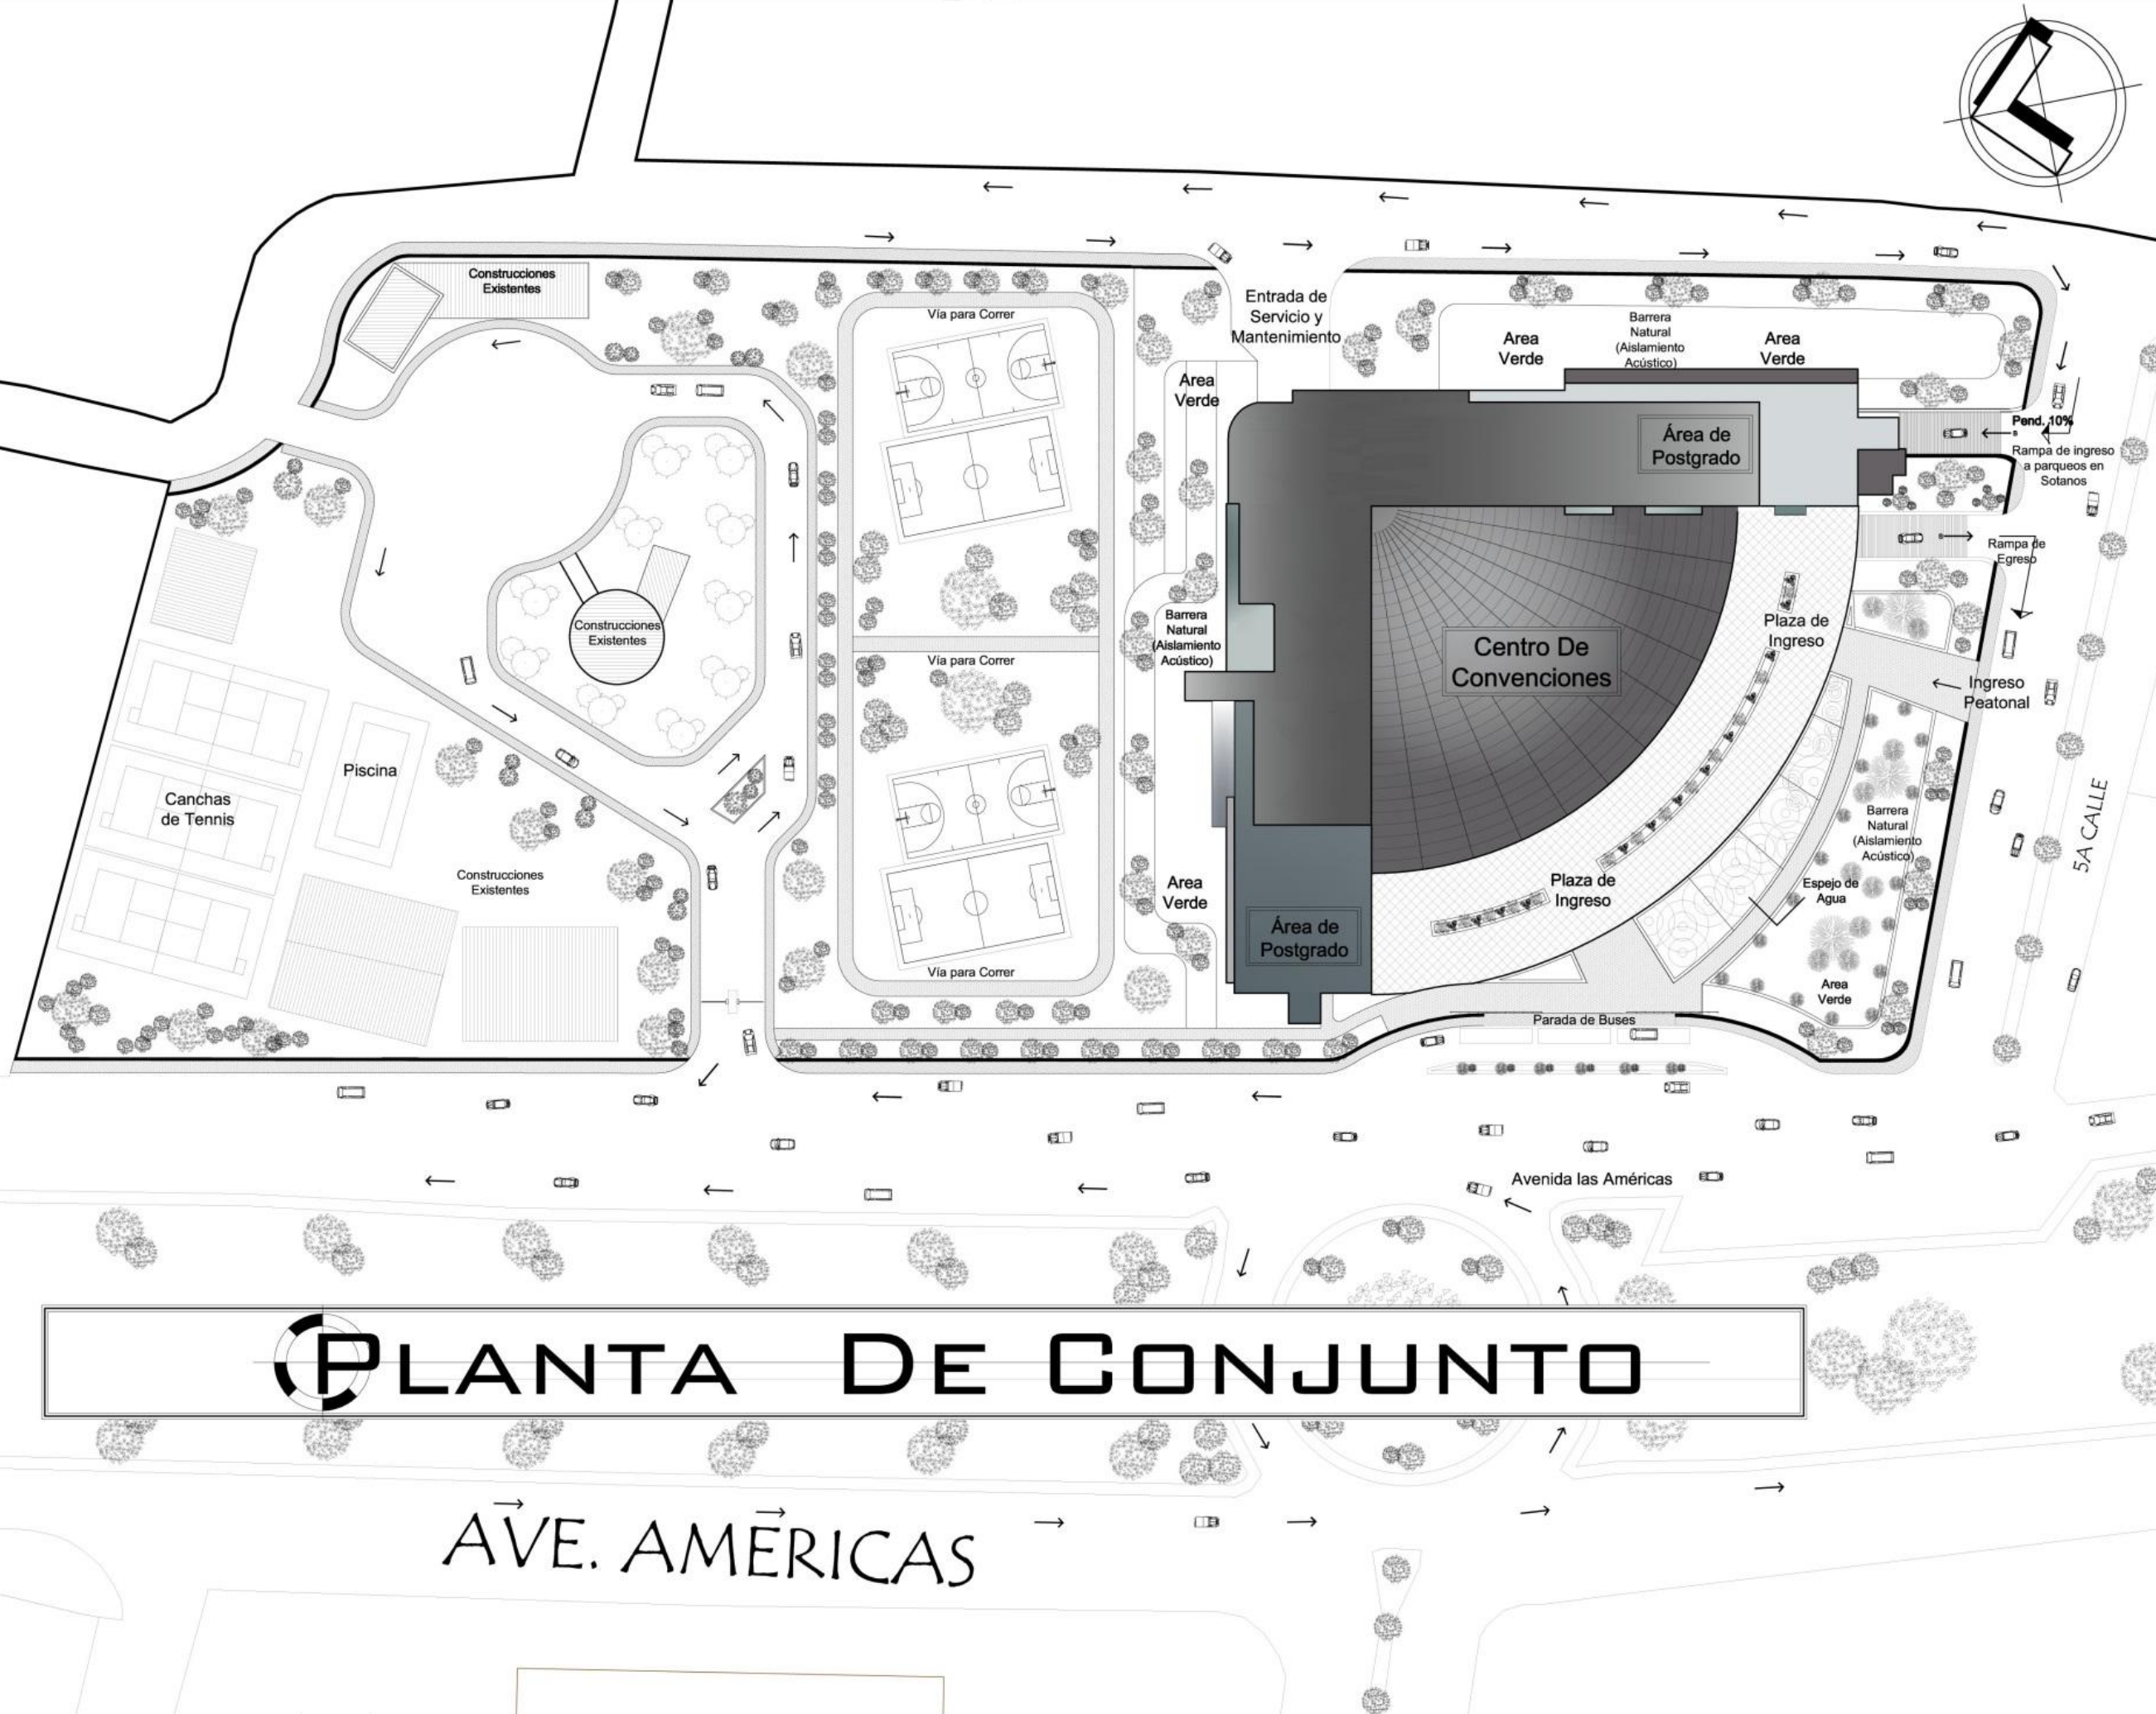 Construcciones
Existentes
Vía para Correr
Entrada de
Servicio y
Mantenimiento
Area
Verde
Barrera
Natural
(Aislamiento
Acústico)
Area
Verde
Area
Verde
Área de
Postgrado
Pend. 10%
s
Rampa de ingreso
a parqueos en
Sotanos
s
Rampa de
Egreso
Construcciones
Existentes
Barrera
Natural
(Aislamiento
Acústico)
Vía para Correr
Centro De
Convenciones
Plaza de
Ingreso
Ingreso
Peatonal
Piscina
Canchas
de Tennis
Construcciones
Existentes
Area
Verde
Barrera
Natural
(Aislamiento
Acústico)
5A CALLE
Plaza de
Ingreso
Espejo de
Agua
Área de
Postgrado
Vía para Correr
Area
Verde
Parada de Buses
Avenida las Américas
PLANTA DE CONJUNTO
AVE. AMÉRICAS